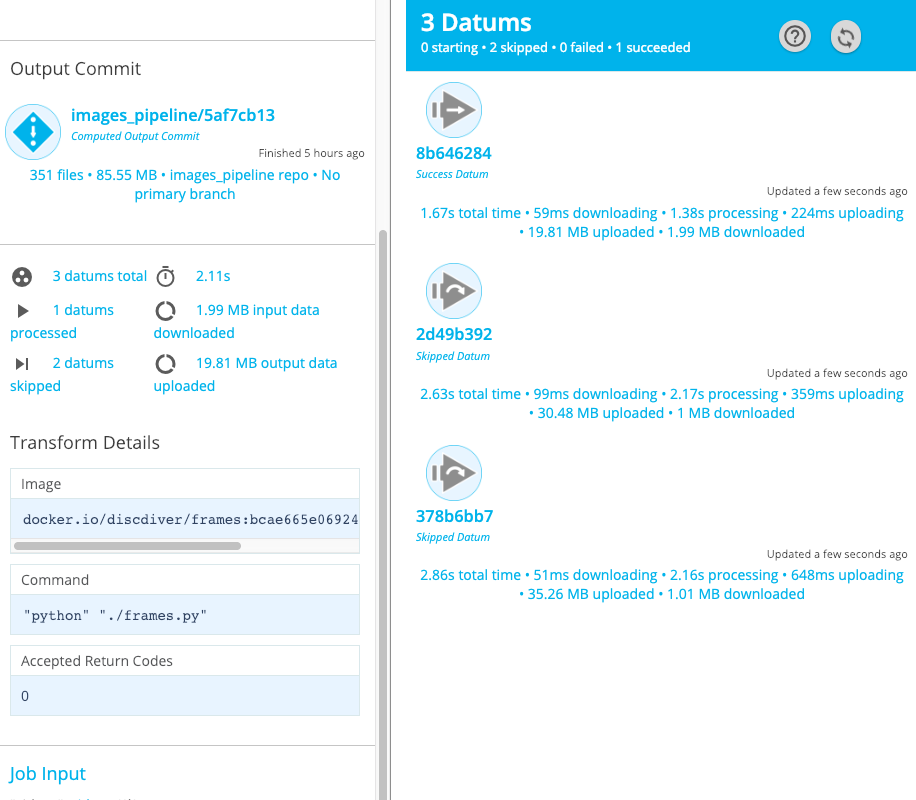 Output Commit
images_pipeline/5af7cb13
Computed Output Commit
Finished 5 hours ago
351 files • 85.55 MB • images_pipeline repo • No
primary branch
3 datums total
2.11s
1 datums
processed
1.99 MB input data
downloaded
2 datums
skipped
19.81 MB output data
uploaded
Transform Details
Image
docker.io/discdiver/frames:bcae665e06924
Command
"python" "./frames.py"
Accepted Return Codes
0
Job Input
3 Datums
0 starting • 2 skipped • 0 failed • 1 succeeded
8b646284
Success Datum
Updated a few seconds ago
1.67s total time • 59ms downloading • 1.38s processing • 224ms uploading
• 19.81 MB uploaded • 1.99 MB downloaded
2d49b392
Skipped Datum
Updated a few seconds ago
2.63s total time • 99ms downloading • 2.17s processing • 359ms uploading
• 30.48 MB uploaded • 1 MB downloaded
378b6bb7
Skipped Datum
Updated a few seconds ago
2.86s total time • 51ms downloading • 2.16s processing • 648ms uploading
• 35.26 MB uploaded • 1.01 MB downloaded